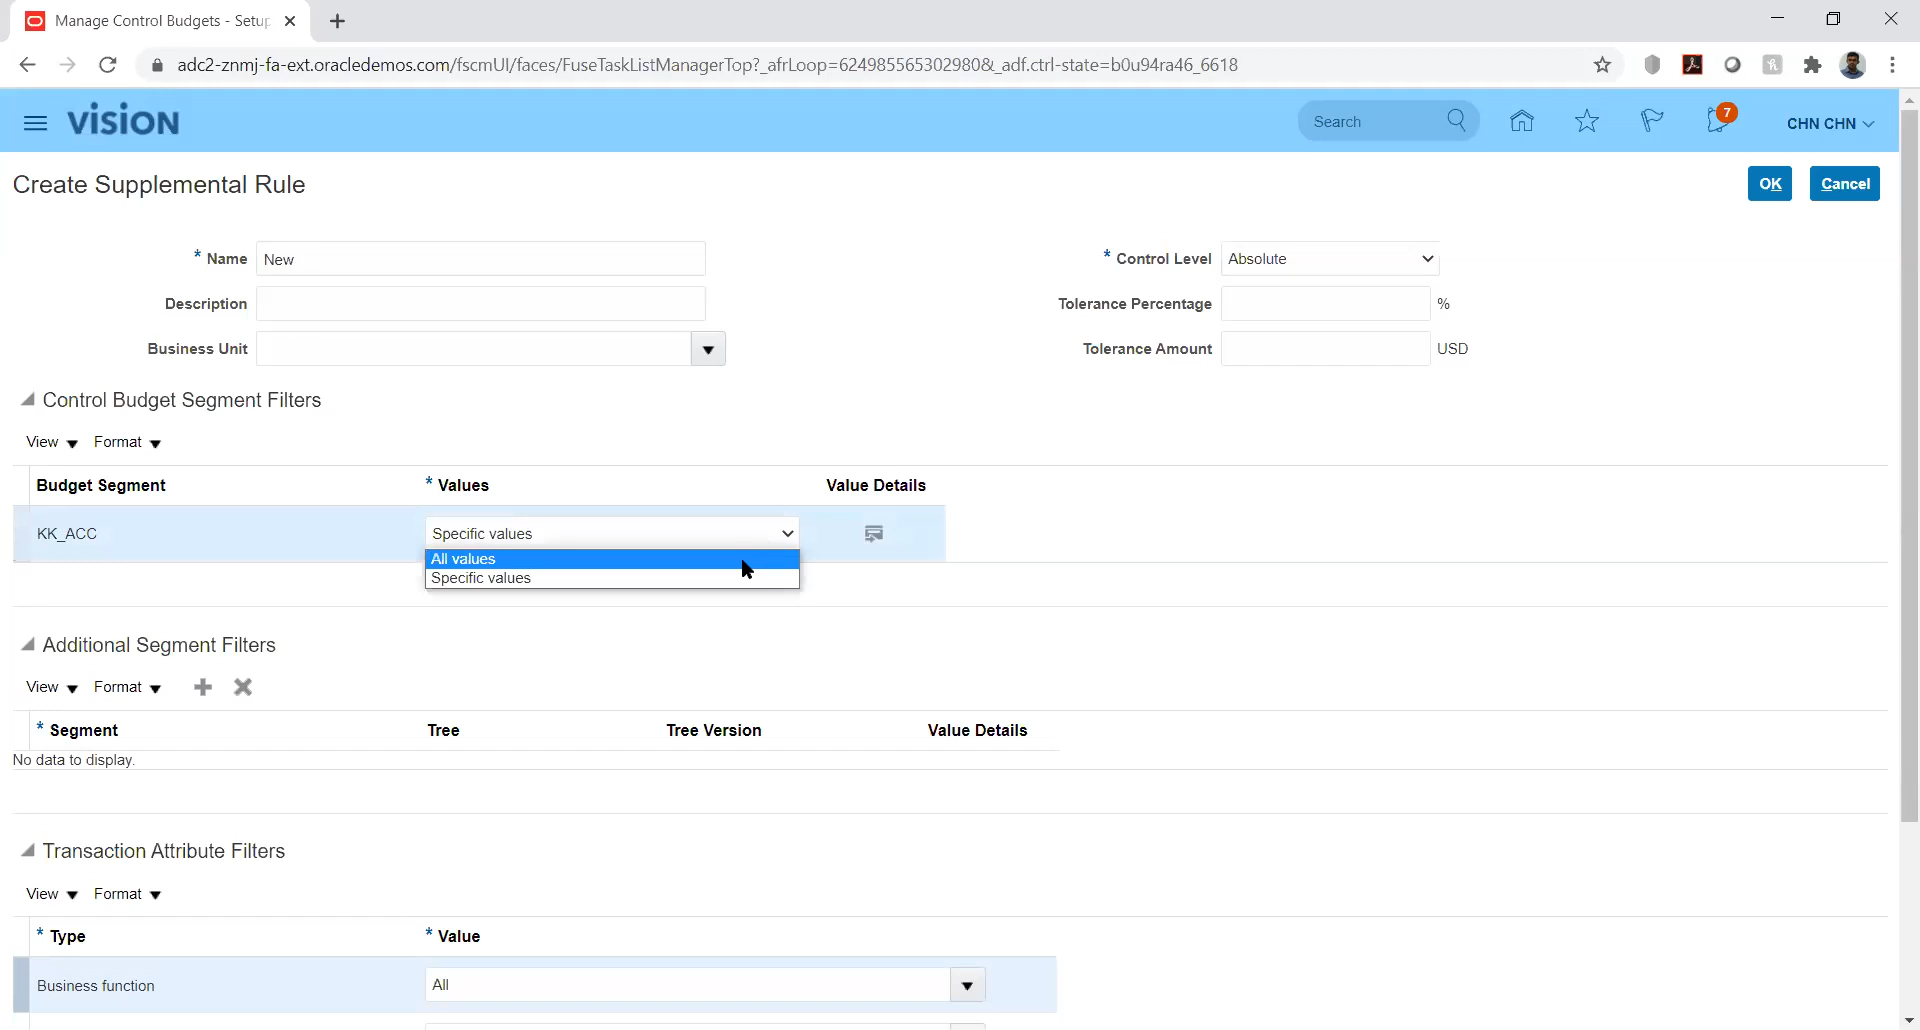 Manage Control Budgets - Setup
adc2-znmj-fa-ext.oracledemos.com/fscmUI/faces/FuseTaskListManagerTop?_afrLoop=62498556530298​0&_adf.ctrl-state=b0u94ra46_6618
VISION
Search
7
CHN CHN
Create Supplemental Rule
OK
Cancel
* Name New
* Control Level Absolute
Description
Tolerance Percentage %
Business Unit
Tolerance Amount USD
Control Budget Segment Filters
View Format
Budget Segment * Values Value Details
KK_ACC Specific values
All values
Specific values
Additional Segment Filters
View Format
* Segment Tree Tree Version Value Details
No data to display.
Transaction Attribute Filters
View Format
* Type * Value
Business function All